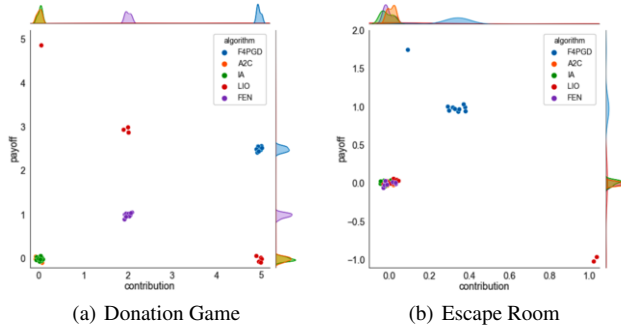 algorithm
F4PGD
A2C
IA
LIO
FEN
payoff
5
4
3
2
1
0
0
1
2
3
4
5
contribution
(a) Donation Game
algorithm
F4PGD
A2C
IA
LIO
FEN
payoff
2.0
1.5
1.0
0.5
0.0
−0.5
−1.0
0.0
0.2
0.4
0.6
0.8
1.0
contribution
(b) Escape Room